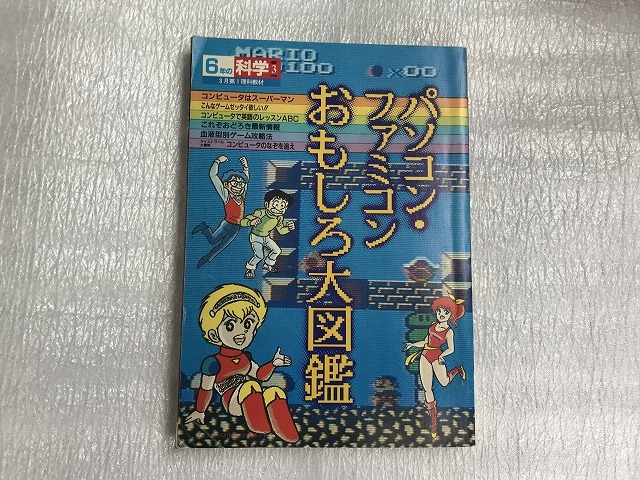 MARIO
×00
6年の科学3
3月第1理科教材
コンピュータはスーパーマン
こんなゲームゼッタイ欲しい!!
コンピュータで英語のレッスンABC
これぞおどろき最新情報
血液型別ゲーム攻略法
コンピュータのなぞを追え
パソコン・
ファミコン
おもしろ大図鑑